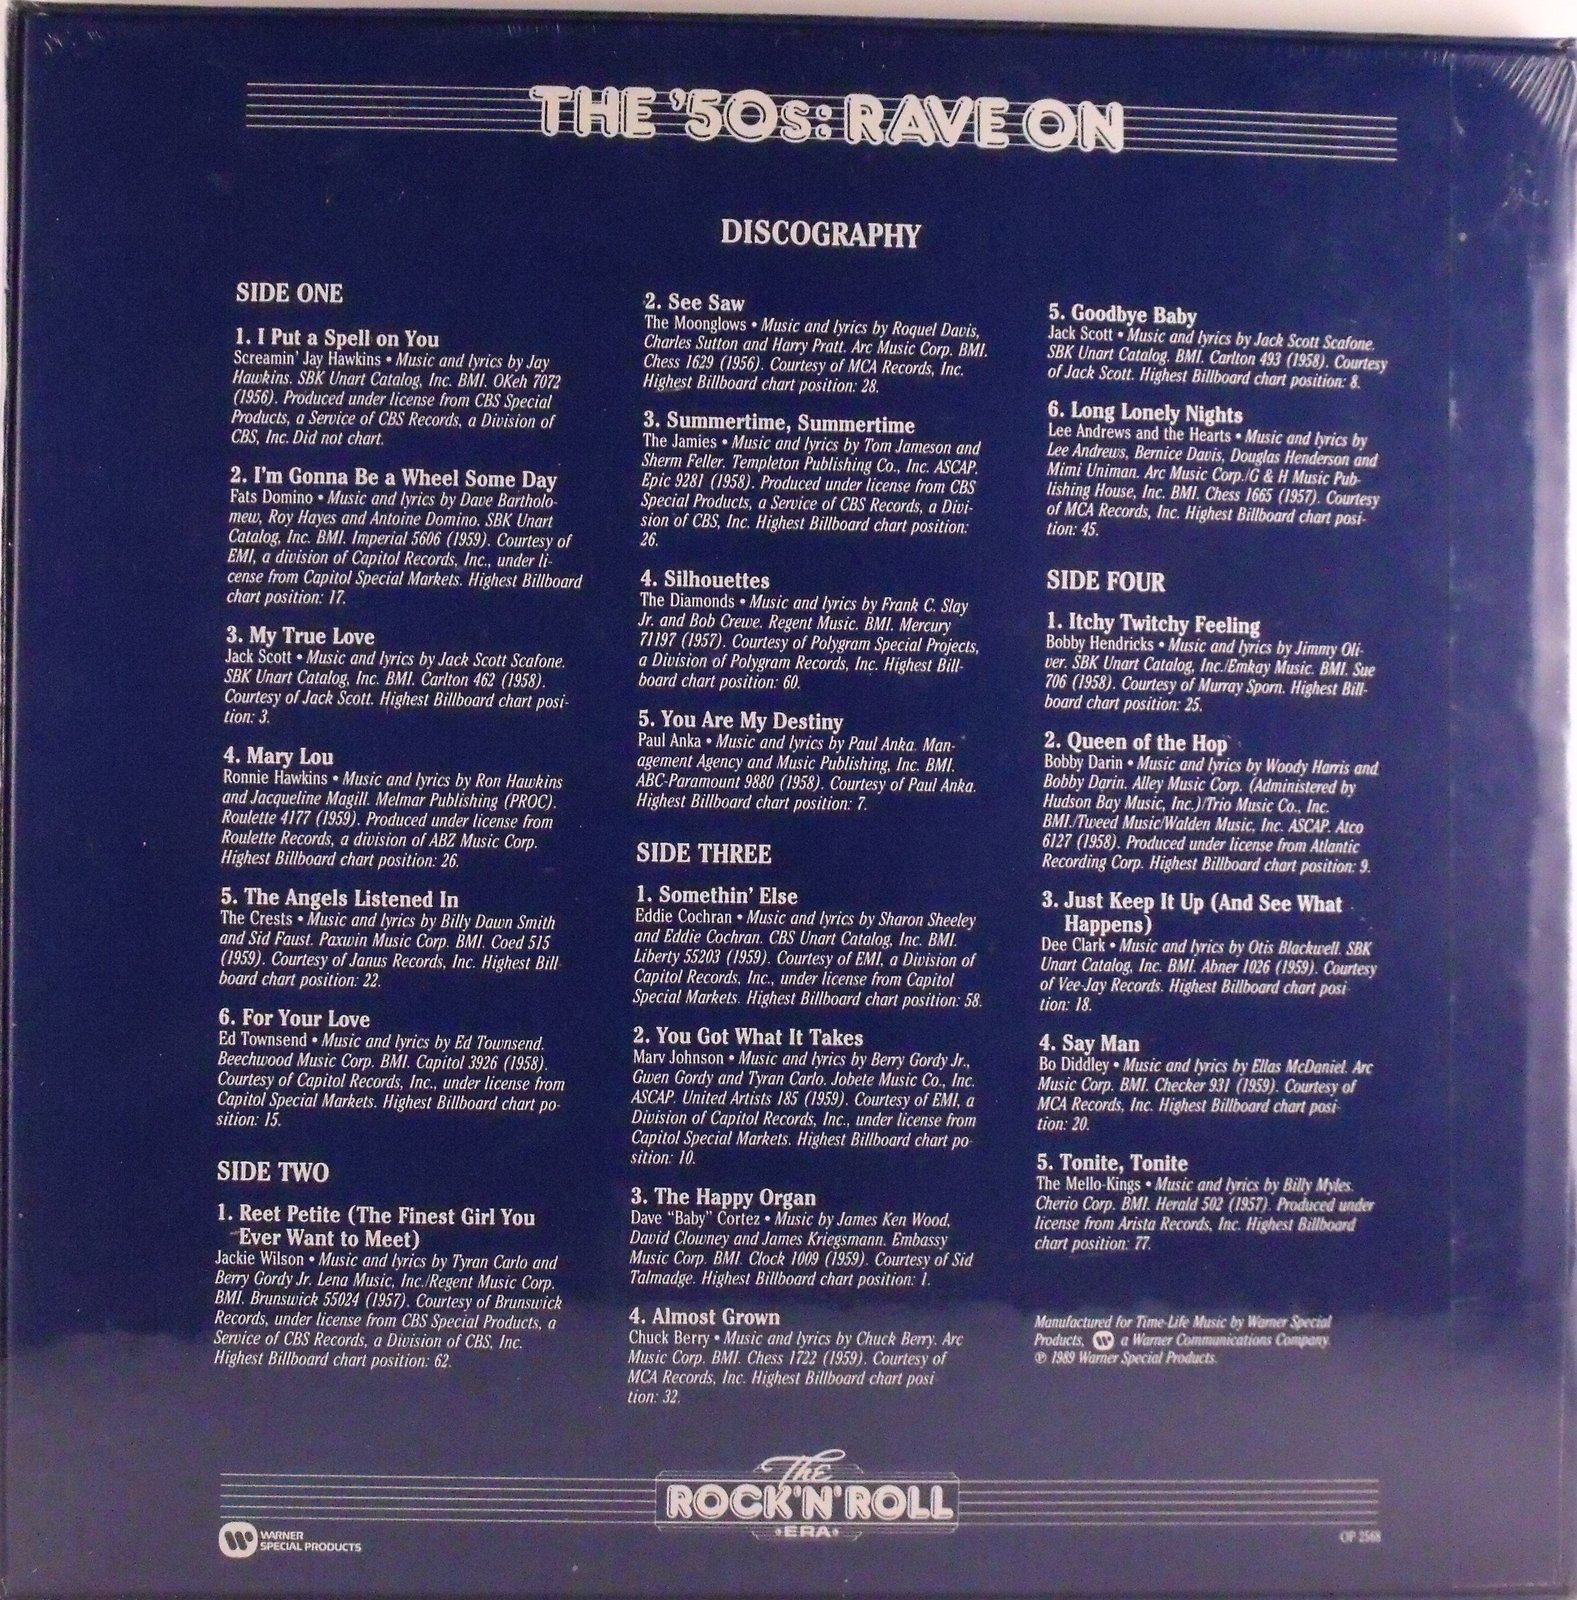 THE '50s: RAVE ON
DISCOGRAPHY
SIDE ONE
1. I Put a Spell on You
Screamin' Jay Hawkins • Music and lyrics by Jay
Hawkins. SBK Unart Catalog, Inc. BMI. OKeh 7072
(1956). Produced under license from CBS Special
Products, a Service of CBS Records, a Division of
CBS, Inc. Did not chart.
2. I'm Gonna Be a Wheel Some Day
Fats Domino • Music and lyrics by Dave Bartholo-
mew, Roy Hayes and Antoine Domino. SBK Unart
Catalog, Inc. BMI. Imperial 5606 (1959). Courtesy of
EMI, a division of Capitol Records, Inc., under li-
cense from Capitol Special Markets. Highest Billboard
chart position: 17.
3. My True Love
Jack Scott • Music and lyrics by Jack Scott Scafone.
SBK Unart Catalog, Inc. BMI. Carlton 462 (1958).
Courtesy of Jack Scott. Highest Billboard chart posi-
tion: 3.
4. Mary Lou
Ronnie Hawkins • Music and lyrics by Ron Hawkins
and Jacqueline Magill. Melmar Publishing (PROC).
Roulette 4177 (1959). Produced under license from
Roulette Records, a division of ABZ Music Corp.
Highest Billboard chart position: 26.
5. The Angels Listened In
The Crests • Music and lyrics by Billy Dawn Smith
and Sid Faust. Paxwin Music Corp. BMI. Coed 515
(1959). Courtesy of Janus Records, Inc. Highest Bill-
board chart position: 22.
6. For Your Love
Ed Townsend • Music and lyrics by Ed Townsend.
Beechwood Music Corp. BMI. Capitol 3926 (1958).
Courtesy of Capitol Records, Inc., under license from
Capitol Special Markets. Highest Billboard chart po-
sition: 15.
SIDE TWO
1. Reet Petite (The Finest Girl You
Ever Want to Meet)
Jackie Wilson • Music and lyrics by Tyran Carlo and
Berry Gordy Jr. Lena Music, Inc./Regent Music Corp.
BMI. Brunswick 55024 (1957). Courtesy of Brunswick
Records, under license from CBS Special Products, a
Service of CBS Records, a Division of CBS, Inc.
Highest Billboard chart position: 62.
2. See Saw
The Moonglows • Music and lyrics by Roquel Davis,
Charles Sutton and Harry Pratt. Arc Music Corp. BMI.
Chess 1629 (1956). Courtesy of MCA Records, Inc.
Highest Billboard chart position: 28.
3. Summertime, Summertime
The Jamies • Music and lyrics by Tom Jameson and
Sherm Feller. Templeton Publishing Co., Inc. ASCAP.
Epic 9281 (1958). Produced under license from CBS
Special Products, a Service of CBS Records, a Divi-
sion of CBS, Inc. Highest Billboard chart position:
26.
4. Silhouettes
The Diamonds • Music and lyrics by Frank C. Slay
Jr. and Bob Crewe. Regent Music. BMI. Mercury
71197 (1957). Courtesy of Polygram Special Projects,
a Division of Polygram Records, Inc. Highest Bill-
board chart position: 60.
5. You Are My Destiny
Paul Anka • Music and lyrics by Paul Anka. Man-
agement Agency and Music Publishing, Inc. BMI.
ABC-Paramount 9880 (1958). Courtesy of Paul Anka.
Highest Billboard chart position: 7.
SIDE THREE
1. Somethin' Else
Eddie Cochran • Music and lyrics by Sharon Sheeley
and Eddie Cochran. CBS Unart Catalog, Inc. BMI.
Liberty 55203 (1959). Courtesy of EMI, a Division of
Capitol Records, Inc., under license from Capitol
Special Markets. Highest Billboard chart position: 58.
2. You Got What It Takes
Marv Johnson • Music and lyrics by Berry Gordy Jr.,
Gwen Gordy and Tyran Carlo. Jobete Music Co., Inc.
ASCAP. United Artists 185 (1959). Courtesy of EMI, a
Division of Capitol Records, Inc., under license from
Capitol Special Markets. Highest Billboard chart po-
sition: 10.
3. The Happy Organ
Dave "Baby" Cortez • Music by James Ken Wood,
David Clowney and James Kriegsmann. Embassy
Music Corp. BMI. Clock 1009 (1959). Courtesy of Sid
Talmadge. Highest Billboard chart position: 1.
4. Almost Grown
Chuck Berry • Music and lyrics by Chuck Berry. Arc
Music Corp. BMI. Chess 1722 (1959). Courtesy of
MCA Records, Inc. Highest Billboard chart posi
tion: 32.
5. Goodbye Baby
Jack Scott • Music and lyrics by Jack Scott Scafone.
SBK Unart Catalog. BMI. Carlton 493 (1958). Courtesy
of Jack Scott. Highest Billboard chart position: 8.
6. Long Lonely Nights
Lee Andrews and the Hearts • Music and lyrics by
Lee Andrews, Bernice Davis, Douglas Henderson and
Mimi Uniman. Arc Music Corp./G & H Music Pub-
lishing House, Inc. BMI. Chess 1665 (1957). Courtesy
of MCA Records, Inc. Highest Billboard chart posi-
tion: 45.
SIDE FOUR
1. Itchy Twitchy Feeling
Bobby Hendricks • Music and lyrics by Jimmy Oli-
ver. SBK Unart Catalog, Inc./Emkay Music. BMI. Sue
706 (1958). Courtesy of Murray Sporn. Highest Bill-
board chart position: 25.
2. Queen of the Hop
Bobby Darin • Music and lyrics by Woody Harris and
Bobby Darin. Alley Music Corp. (Administered by
Hudson Bay Music, Inc.)/Trio Music Co., Inc.
BMI./Tweed Music/Walden Music, Inc. ASCAP. Atco
6127 (1958). Produced under license from Atlantic
Recording Corp. Highest Billboard chart position: 9.
3. Just Keep It Up (And See What
Happens)
Dee Clark • Music and lyrics by Otis Blackwell. SBK
Unart Catalog, Inc. BMI. Abner 1026 (1959). Courtesy
of Vee-Jay Records. Highest Billboard chart posi
tion: 18.
4. Say Man
Bo Diddley • Music and lyrics by Ellas McDaniel. Arc
Music Corp. BMI. Checker 931 (1959). Courtesy of
MCA Records, Inc. Highest Billboard chart posi-
tion: 20.
5. Tonite, Tonite
The Mello-Kings • Music and lyrics by Billy Myles.
Cherio Corp. BMI. Herald 502 (1957). Produced under
license from Arista Records, Inc. Highest Billboard
chart position: 77.
Manufactured for Time-Life Music by Warner Special
Products, a Warner Communications Company.
℗ 1989 Warner Special Products.
The
ROCK'N'ROLL
•ERA•
WARNER
SPECIAL PRODUCTS
OP 2568